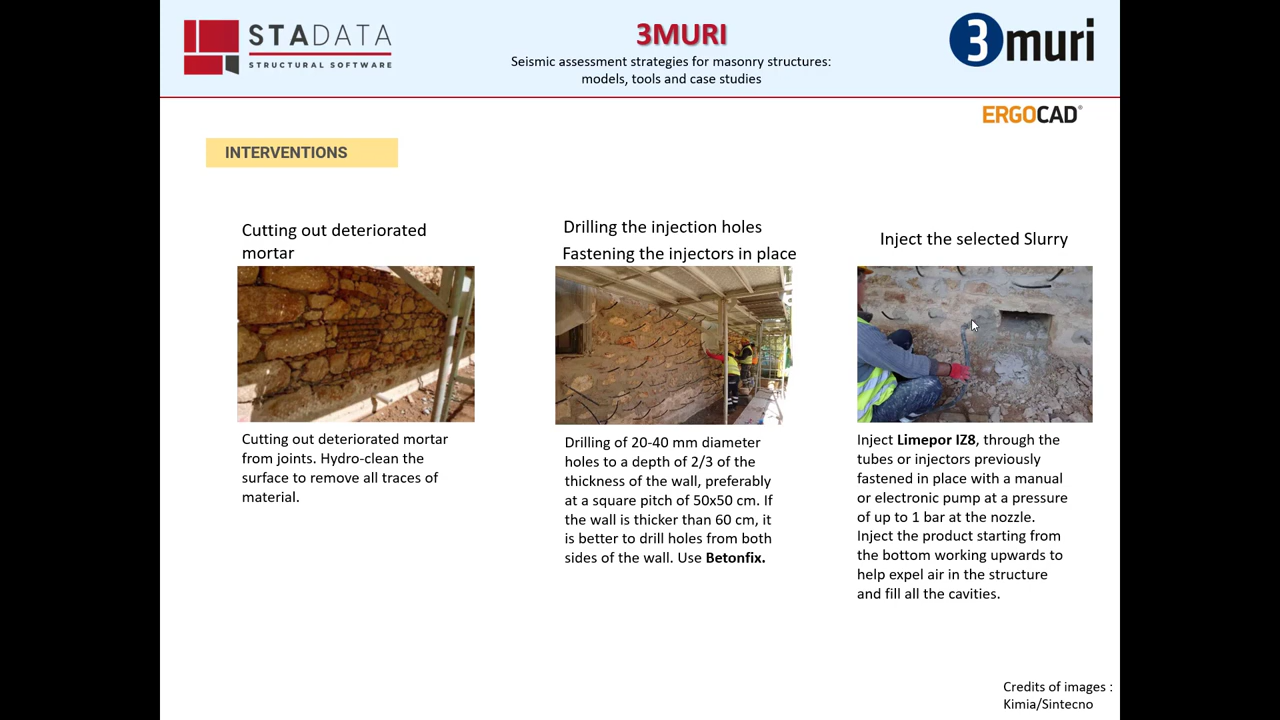 STADATA
STRUCTURAL SOFTWARE
3MURI
Seismic assessment strategies for masonry structures:
models, tools and case studies
3muri
ERGOCAD®
INTERVENTIONS
Cutting out deteriorated
mortar
Cutting out deteriorated mortar
from joints. Hydro-clean the
surface to remove all traces of
material.
Drilling the injection holes
Fastening the injectors in place
Drilling of 20-40 mm diameter
holes to a depth of 2/3 of the
thickness of the wall, preferably
at a square pitch of 50x50 cm. If
the wall is thicker than 60 cm, it
is better to drill holes from both
sides of the wall. Use Betonfix.
Inject the selected Slurry
Inject Limepor IZ8, through the
tubes or injectors previously
fastened in place with a manual
or electronic pump at a pressure
of up to 1 bar at the nozzle.
Inject the product starting from
the bottom working upwards to
help expel air in the structure
and fill all the cavities.
Credits of images :
Kimia/Sintecno